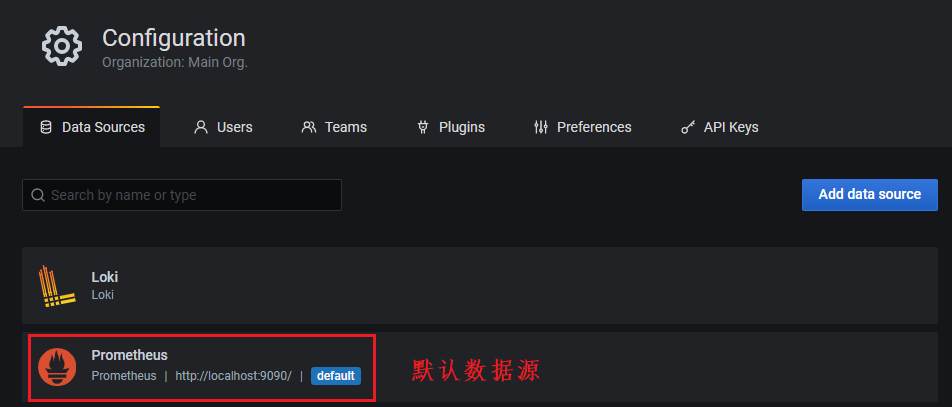 Configuration
Organization: Main Org.
Data Sources Users Teams Plugins Preferences API Keys
Search by name or type Add data source
Loki
Loki
Prometheus
Prometheus | http://localhost:9090/ | default
默认数据源